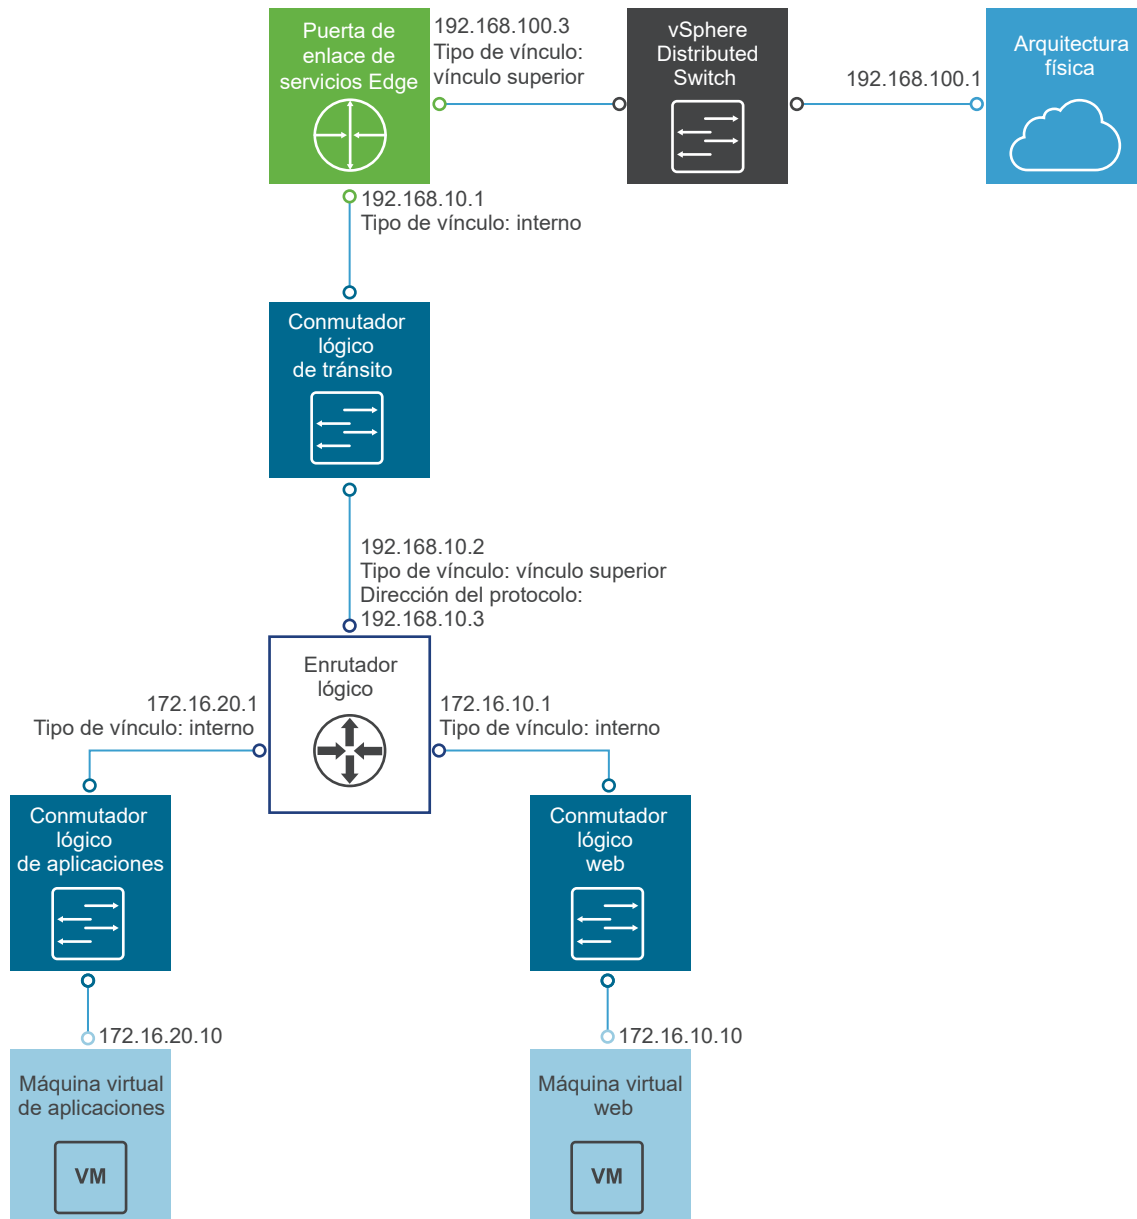 Puerta de
enlace de
servicios Edge
192.168.100.3
Tipo de vínculo:
vínculo superior
vSphere
Distributed
Switch
192.168.100.1
Arquitectura
física
192.168.10.1
Tipo de vínculo: interno
Conmutador
lógico
de tránsito
192.168.10.2
Tipo de vínculo: vínculo superior
Dirección del protocolo:
192.168.10.3
Enrutador
lógico
172.16.20.1
Tipo de vínculo: interno
172.16.10.1
Tipo de vínculo: interno
Conmutador
lógico
de aplicaciones
Conmutador
lógico
web
172.16.20.10
172.16.10.10
Máquina virtual
de aplicaciones
VM
Máquina virtual
web
VM